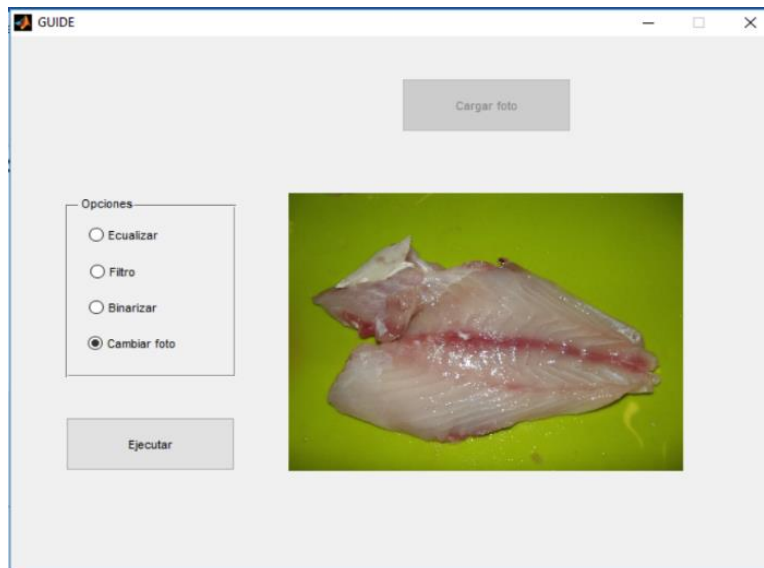 GUIDE
Cargar foto
Opciones
Ecualizar
Filtro
Binarizar
Cambiar foto
Ejecutar